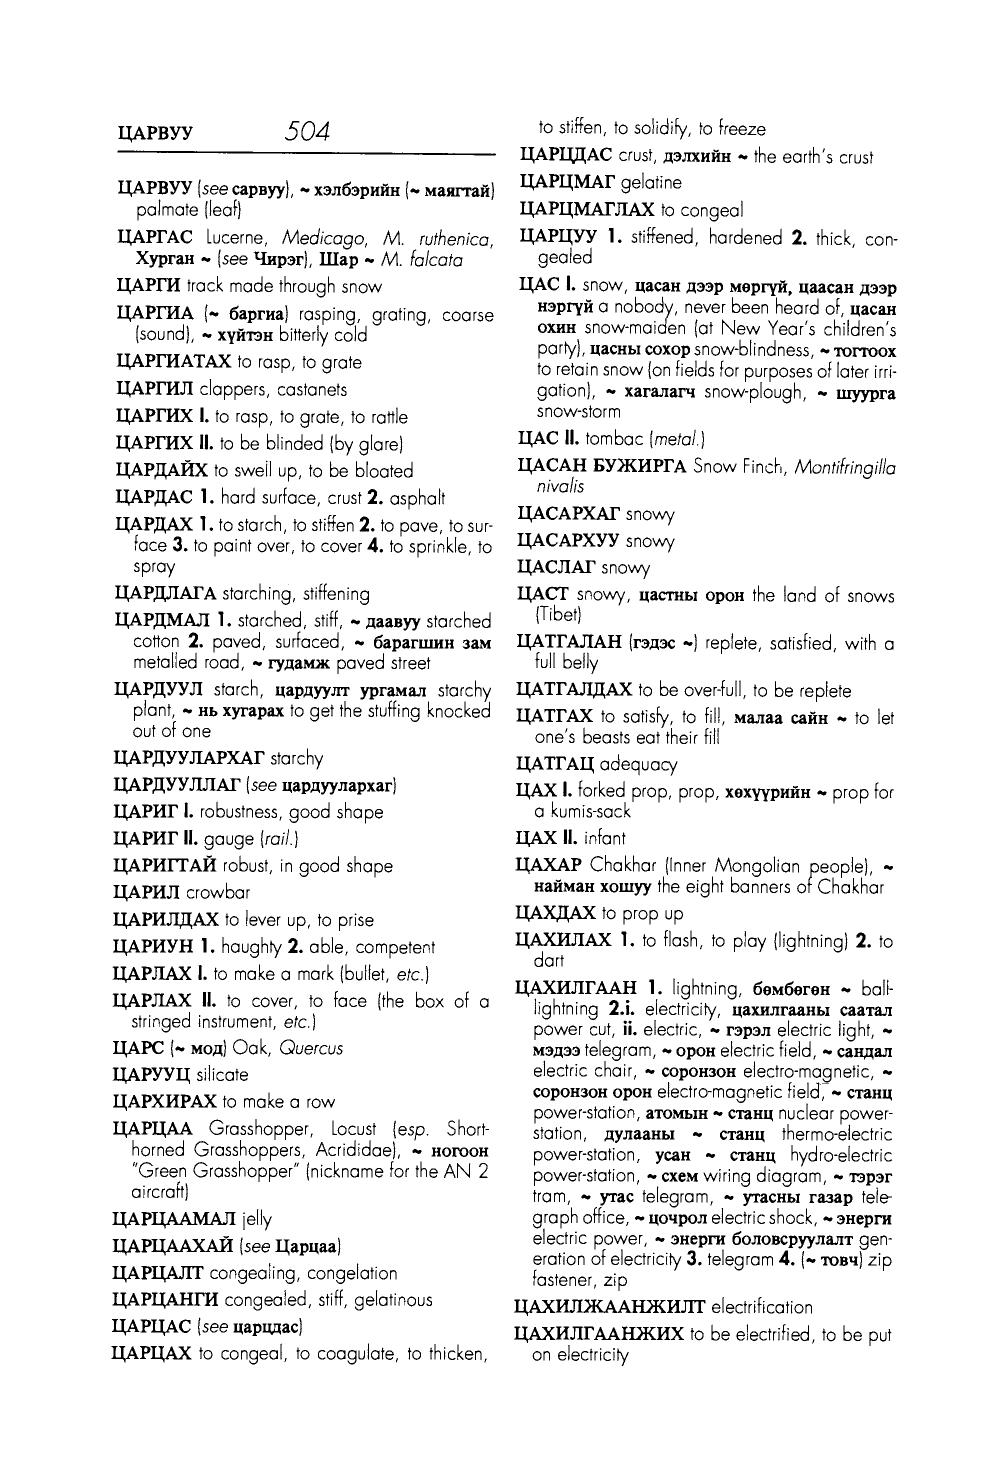 ЦАРВУУ 504
ЦАРВУУ (see сарвуу), ~ хэлбэрийн (~ маягтай)
palmate (leaf)
ЦАРГАС Lucerne, Medicago, M. ruthenica,
Хурган ~ (see Чирэг), Шар ~ M. falcata
ЦАРГИ track made through snow
ЦАРГИА (~ баргиа) rasping, grating, coarse
(sound), ~ хүйтэн bitterly cold
ЦАРГИАТАХ to rasp, to grate
ЦАРГИЛ clappers, castanets
ЦАРГИХ I. to rasp, to grate, to rattle
ЦАРГИХ II. to be blinded (by glare)
ЦАРДАЙХ to swell up, to be bloated
ЦАРДАС 1. hard surface, crust 2. asphalt
ЦАРДАХ 1. to starch, to stiffen 2. to pave, to sur-
face 3. to paint over, to cover 4. to sprinkle, to
spray
ЦАРДЛАГА starching, stiffening
ЦАРДМАЛ 1. starched, stiff, ~ даавуу starched
cotton 2. paved, surfaced, ~ барагшин зам
metalled road, ~ гудамж paved street
ЦАРДУУЛ starch, цардуулт ургамал starchy
plant, ~ нь хугарах to get the stuffing knocked
out of one
ЦАРДУУЛАРХАГ starchy
ЦАРДУУЛЛАГ (see цардуулархаг)
ЦАРИГ I. robustness, good shape
ЦАРИГ II. gauge (rail.)
ЦАРИГТАЙ robust, in good shape
ЦАРИЛ crowbar
ЦАРИЛДАХ to lever up, to prise
ЦАРИУН 1. haughty 2. able, competent
ЦАРЛАХ I. to make a mark (bullet, etc.)
ЦАРЛАХ II. to cover, to face (the box of a
stringed instrument, etc.)
ЦАРС (~ мод) Oak, Quercus
ЦАРУУЦ silicate
ЦАРХИРАХ to make a row
ЦАРЦАА Grasshopper, Locust (esp. Short-
horned Grasshoppers, Acrididae), ~ ногоон
"Green Grasshopper" (nickname for the AN 2
aircraft)
ЦАРЦААМАЛ jelly
ЦАРЦААХАЙ (see Царцаа)
ЦАРЦАЛТ congealing, congelation
ЦАРЦАНГИ congealed, stiff, gelatinous
ЦАРЦАС (see царцдас)
ЦАРЦАХ to congeal, to coagulate, to thicken,
to stiffen, to solidify, to freeze
ЦАРЦДАС crust, дэлхийн ~ the earth's crust
ЦАРЦМАГ gelatine
ЦАРЦМАГЛАХ to congeal
ЦАРЦУУ 1. stiffened, hardened 2. thick, con-
gealed
ЦАС I. snow, цасан дээр мөргүй, цаасан дээр
нэргүй a nobody, never been heard of, цасан
охин snow-maiden (at New Year's children's
party), цасны сохор snow-blindness, ~ тогтоох
to retain snow (on fields for purposes of later irri-
gation), ~ хагалагч snow-plough, ~ шуурга
snow-storm
ЦАС II. tombac (metal.)
ЦАСАН БУЖИРГА Snow Finch, Montifringilla
nivalis
ЦАСАРХАГ snowy
ЦАСАРХУУ snowy
ЦАСЛАГ snowy
ЦАСТ snowy, цастны орон the land of snows
(Tibet)
ЦАТГАЛАН (гэдэс ~) replete, satisfied, with a
full belly
ЦАТГАЛДАХ to be over-full, to be replete
ЦАТГАХ to satisfy, to fill, малаа сайн ~ to let
one's beasts eat their fill
ЦАТГАЦ adequacy
ЦАХ I. forked prop, prop, хөхүүрийн ~ prop for
a kumis-sack
ЦАХ II. infant
ЦАХАР Chakhar (Inner Mongolian people), ~
найман хошуу the eight banners of Chakhar
ЦАХДАХ to prop up
ЦАХИЛАХ 1. to flash, to play (lightning) 2. to
dart
ЦАХИЛГААН 1. lightning, бөмбөгөн ~ ball-
lightning 2.i. electricity, цахилгааны саатал
power cut, ii. electric, ~ гэрэл electric light, ~
мэдээ telegram, ~ орон electric field, ~ сандал
electric chair, ~ соронзон electro-magnetic, ~
соронзон орон electro-magnetic field, ~ станц
power-station, атомын ~ станц nuclear power-
station, дулааны ~ станц thermo-electric
power-station, усан ~ станц hydro-electric
power-station, ~ схем wiring diagram, ~ тэрэг
tram, ~ утас telegram, ~ утасны газар tele-
graph office, ~ цочрол electric shock, ~ энерги
electric power, ~ энерги боловсруулалт gen-
eration of electricity 3. telegram 4. (~ товч) zip
fastener, zip
ЦАХИЛЖААНЖИЛТ electrification
ЦАХИЛГААНЖИХ to be electrified, to be put
on electricity